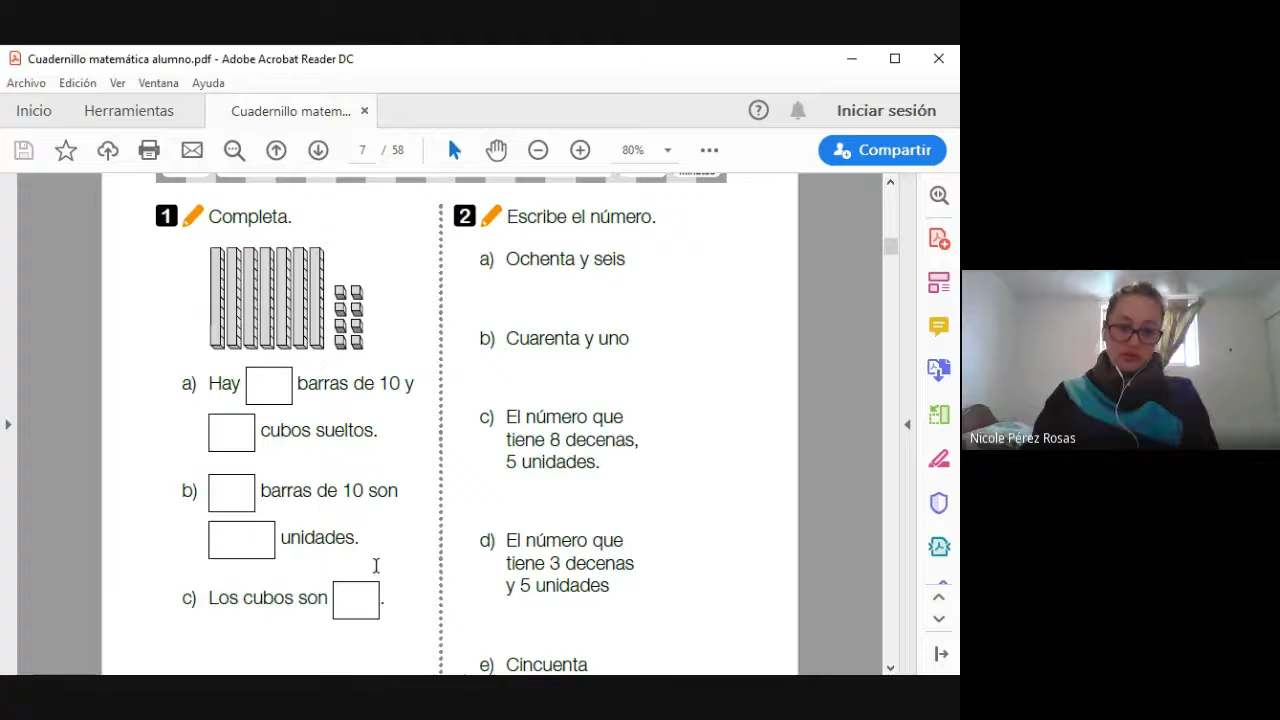 Cuadernillo matemática alumno.pdf - Adobe Acrobat Reader DC
Archivo Edición Ver Ventana Ayuda
Inicio Herramientas Cuadernillo matem... Iniciar sesión
7 / 58 80% Compartir
minutos
1 Completa.
a) Hay barras de 10 y
cubos sueltos.
b) barras de 10 son
unidades.
c) Los cubos son .
2 Escribe el número.
a) Ochenta y seis
b) Cuarenta y uno
c) El número que
tiene 8 decenas,
5 unidades.
d) El número que
tiene 3 decenas
y 5 unidades
e) Cincuenta
Nicole Pérez Rosas